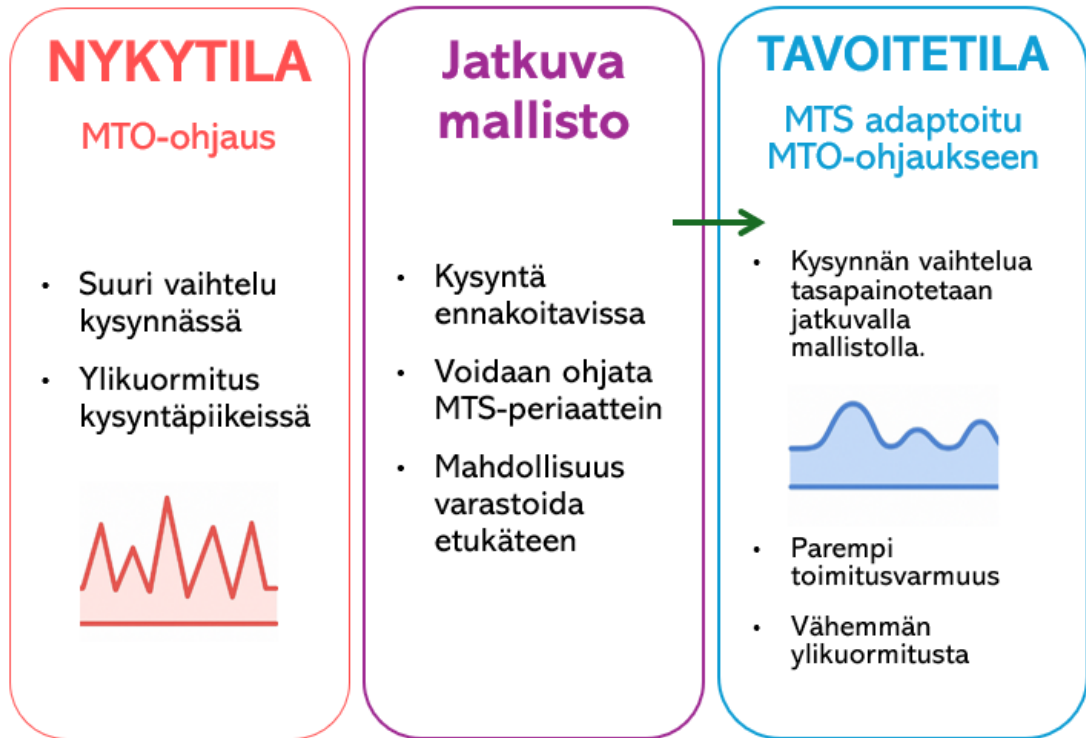 NYKYTILA
MTO-ohjaus
• Suuri vaihtelu
kysynnässä
• Ylikuormitus
kysyntäpiikeissä
Jatkuva
mallisto
• Kysyntä
ennakoitavissa
• Voidaan ohjata
MTS-periaattein
• Mahdollisuus
varastoida
etukäteen
TAVOITETILA
MTS adaptoitu
MTO-ohjaukseen
• Kysynnän vaihtelua
tasapainotetaan
jatkuvalla
mallistolla.
• Parempi
toimitusvarmuus
• Vähemmän
ylikuormitusta